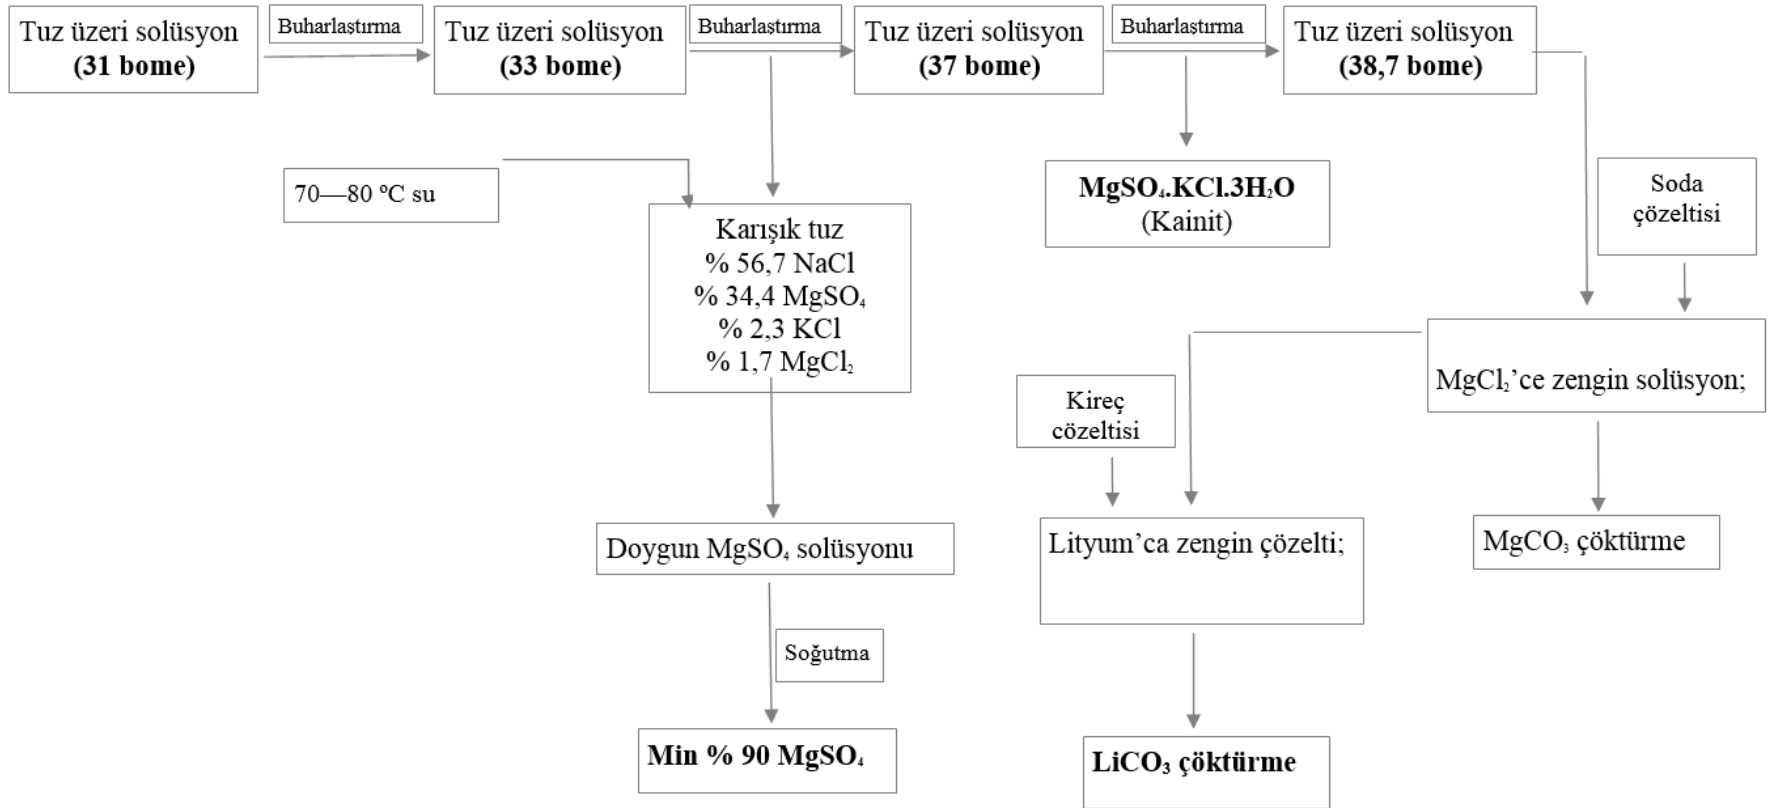 Tuz üzeri solüsyon
(31 bome)
Buharlaştırma
Tuz üzeri solüsyon
(33 bome)
Buharlaştırma
Tuz üzeri solüsyon
(37 bome)
Buharlaştırma
Tuz üzeri solüsyon
(38,7 bome)
70—80 ºC su
Karışık tuz
% 56,7 NaCl
% 34,4 MgSO₄
% 2,3 KCl
% 1,7 MgCl₂
MgSO₄.KCl.3H₂O
(Kainit)
Soda
çözeltisi
MgCl₂’ce zengin solüsyon;
Kireç
cözeltisi
Doygun MgSO₄ solüsyonu
Lityum’ca zengin çözelti;
MgCO₃ çöktürme
Soğutma
Min % 90 MgSO₄
LiCO₃ çöktürme